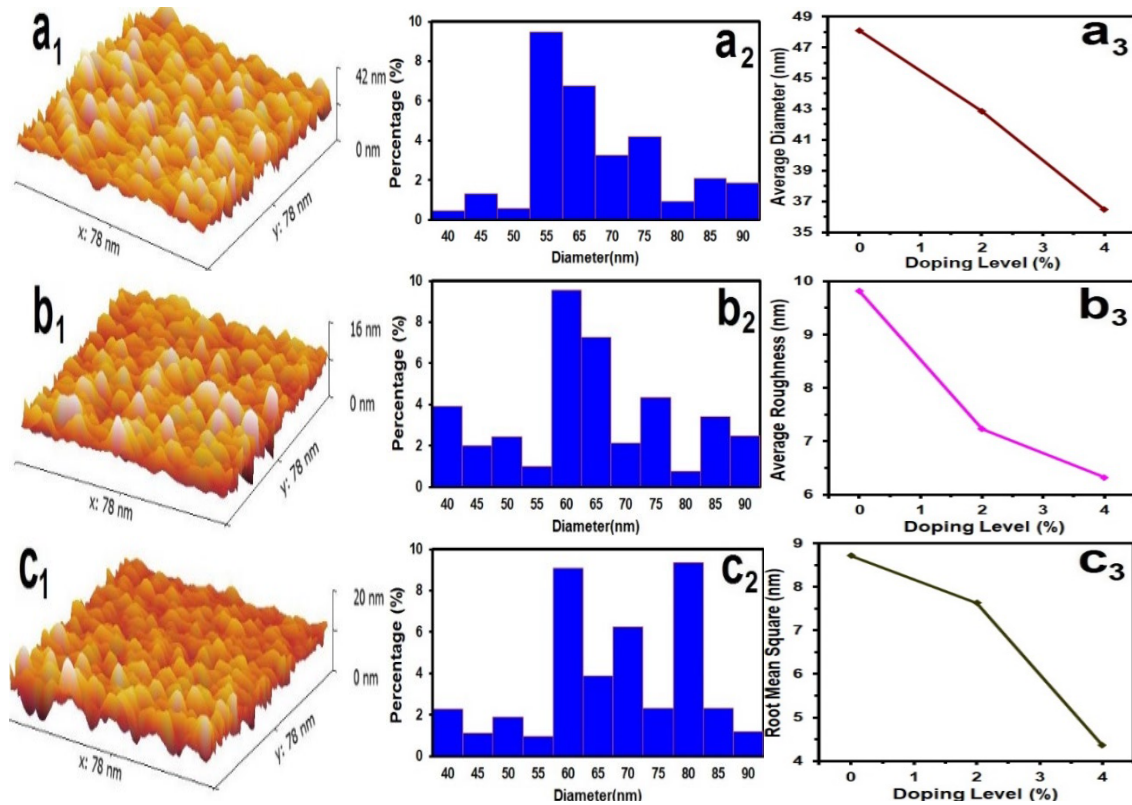 a1
42 nm
0 nm
x: 78 nm
y: 78 nm
a2
Percentage (%)
10
8
6
4
2
0
40 45 50 55 60 65 70 75 80 85 90
Diameter(nm)
a3
Average Diameter (nm)
49
48
45
43
41
39
36
35
0 1 2 3 4
Doping Level (%)
b1
16 nm
0 nm
x: 78 nm
y: 78 nm
b2
Percentage (%)
10
8
6
4
2
0
40 45 50 55 60 65 70 75 80 85 90
Diameter(nm)
b3
Average Roughness (nm)
10
9
8
7
6
0 1 2 3 4
Doping Level (%)
c1
20 nm
0 nm
x: 78 nm
y: 78 nm
c2
Percentage (%)
10
8
6
4
2
0
40 45 50 55 60 65 70 75 80 85 90
Diameter(nm)
c3
Root Mean Square (nm)
9
8
7
6
5
4
0 1 2 3 4
Doping Level (%)